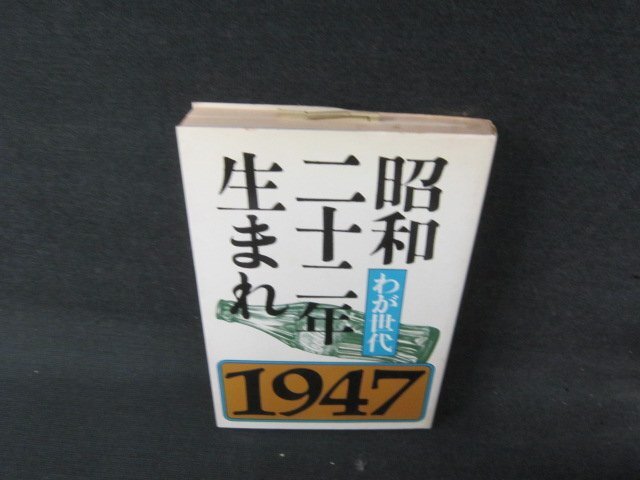 昭和
二十二年
生まれ
わが世代
1947